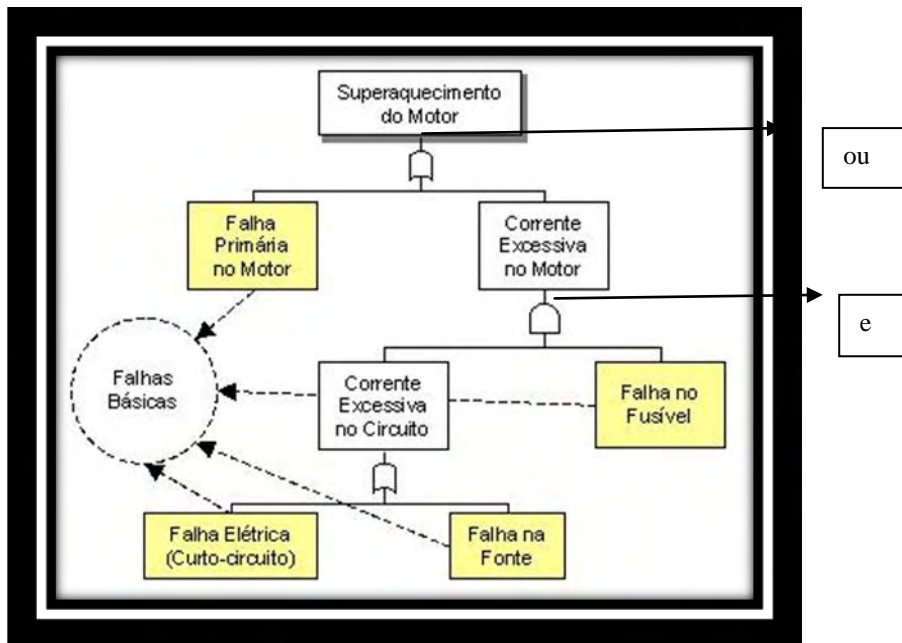 Superaquecimento
do Motor
ou
Falha
Primária
no Motor
Corrente
Excessiva
no Motor
e
Falhas
Básicas
Corrente
Excessiva
no Circuito
Falha no
Fusível
Falha Elétrica
(Curto-circuito)
Falha na
Fonte